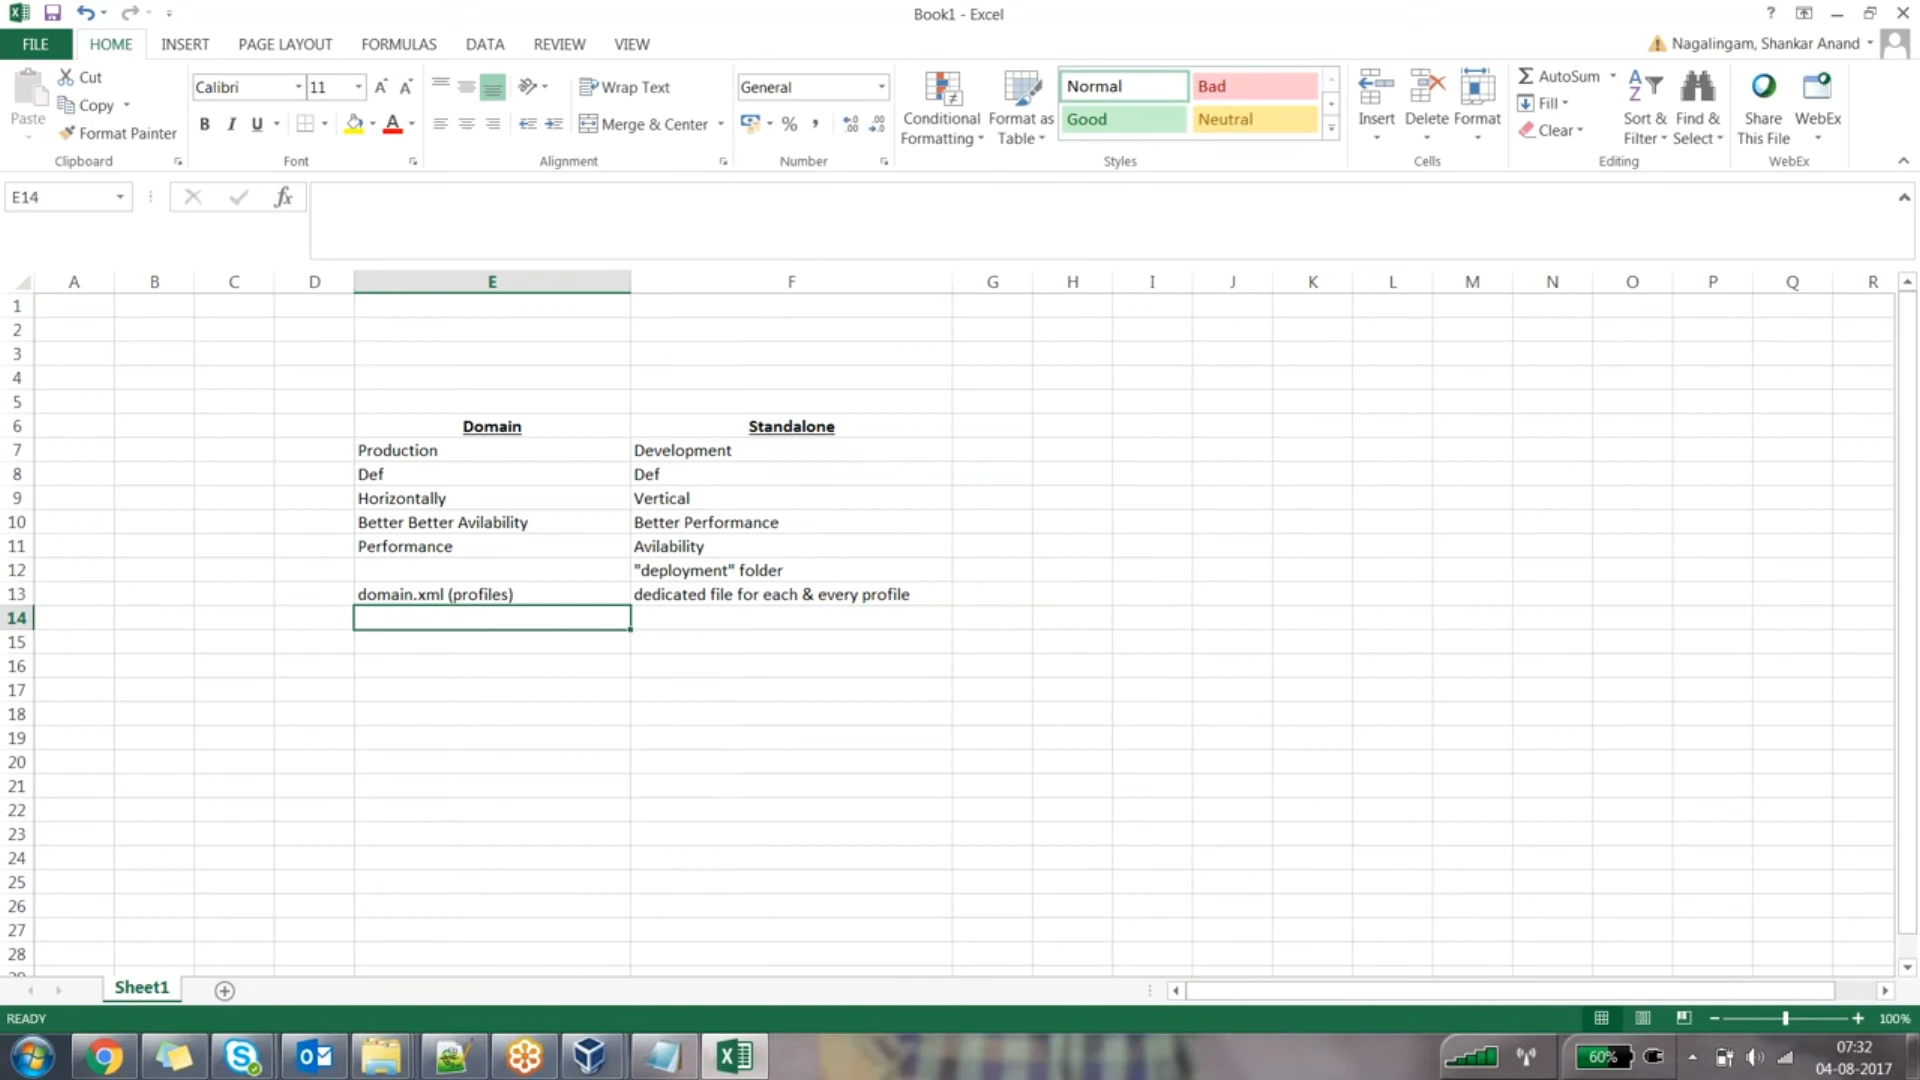 Book1 - Excel
FILE HOME INSERT PAGE LAYOUT FORMULAS DATA REVIEW VIEW
Nagalingam, Shankar Anand
Paste
Cut
Copy
Format Painter
Clipboard
Calibri 11
B I U
Font
Wrap Text
Merge & Center
Alignment
General
%
Number
Conditional Formatting
Format as Table
Normal Bad
Good Neutral
Styles
Insert Delete Format
Cells
AutoSum
Fill
Clear
Sort & Filter
Find & Select
Editing
Share This File
WebEx
WebEx
E14
fx
A B C D E F G H I J K L M N O P Q R
1
2
3
4
5
6 Domain Standalone
7 Production Development
8 Def Def
9 Horizontally Vertical
10 Better Better Avilability Better Performance
11 Performance Avilability
12 "deployment" folder
13 domain.xml (profiles) dedicated file for each & every profile
14
15
16
17
18
19
20
21
22
23
24
25
26
27
28
Sheet1
READY
100%
60%
07:32
04-08-2017